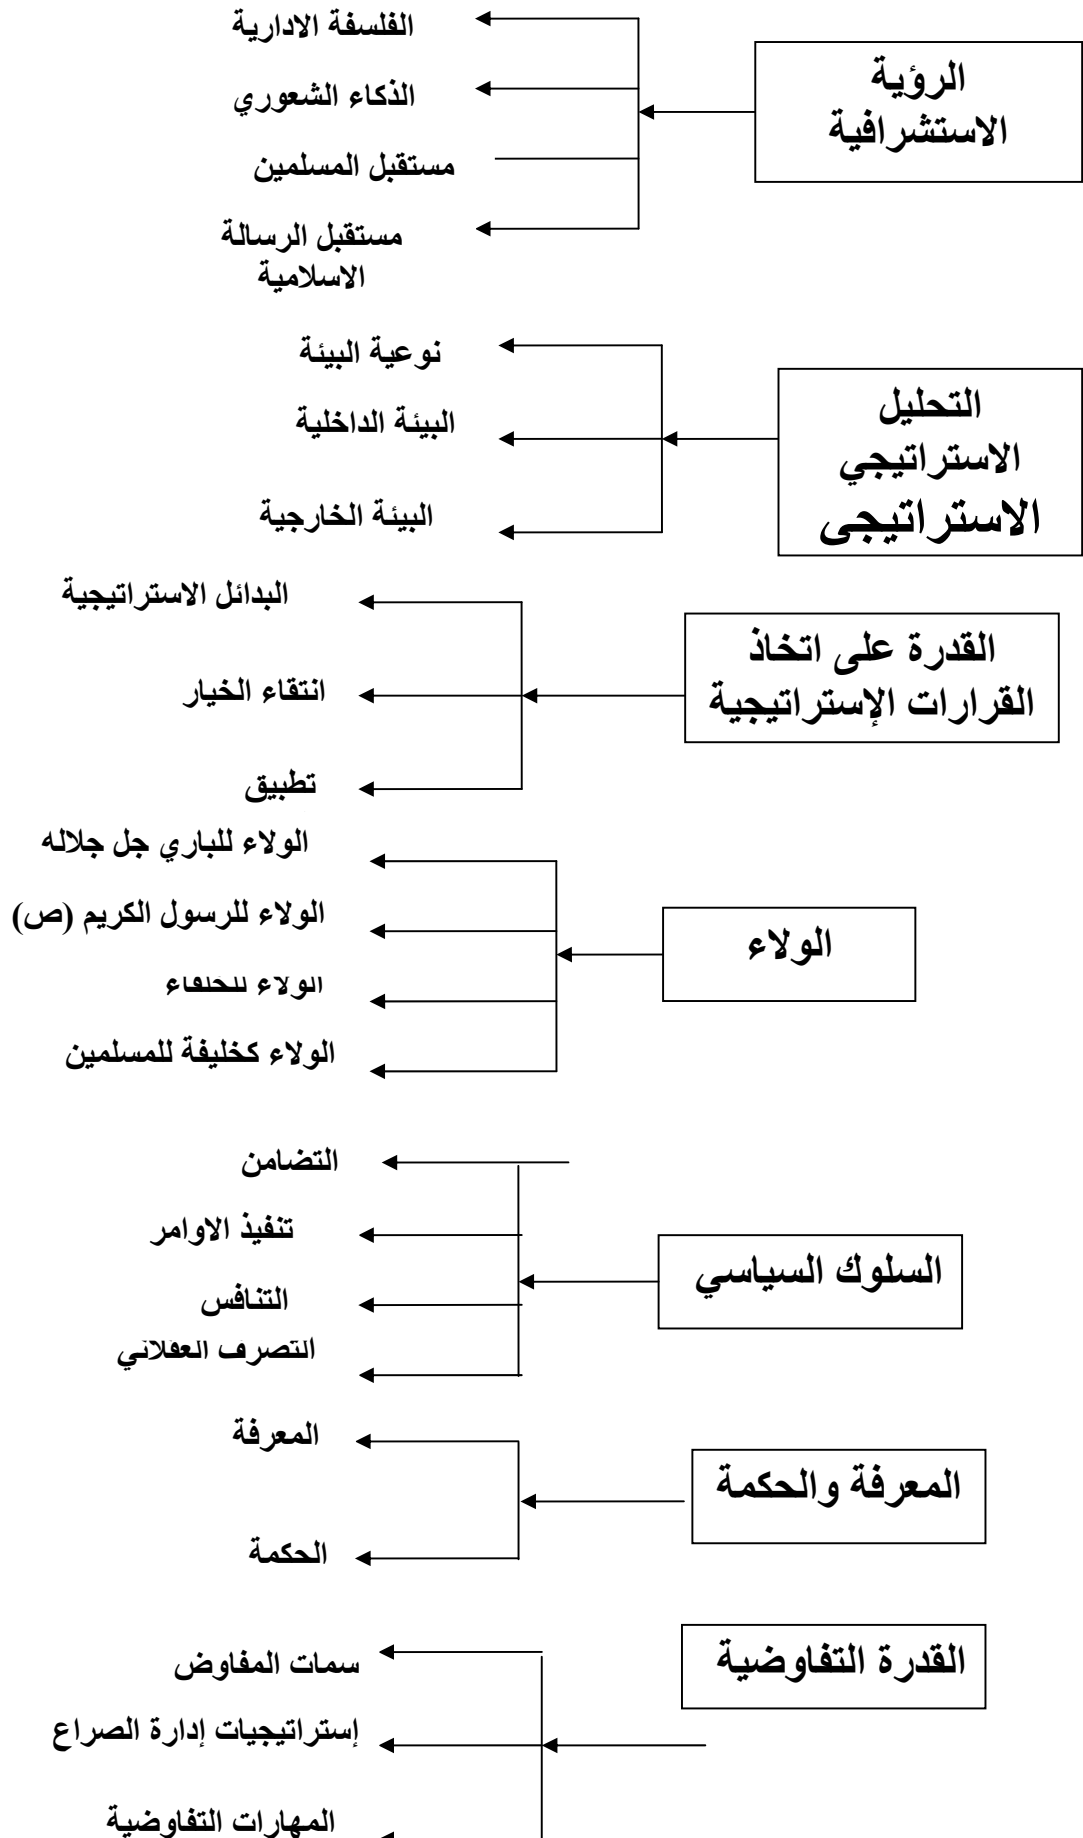 الفلسفة الادارية
الرؤية
الاستشرافية
الذكاء الشعوري
مستقبل المسلمين
مستقبل الرسالة
الاسلامية
نوعية البيئة
التحليل
الاستراتيجي
الاستراتيجي
البيئة الداخلية
البيئة الخارجية
البدائل الاستراتيجية
القدرة على اتخاذ
القرارات الإستراتيجية
انتقاء الخيار
تطبيق
الولاء للباري جل جلاله
الولاء للرسول الكريم (ص)
الولاء
الولاء للخلفاء
الولاء كخليفة للمسلمين
التضامن
تنفيذ الاوامر
السلوك السياسي
التنافس
التصرف العقلاني
المعرفة
المعرفة والحكمة
الحكمة
القدرة التفاوضية
سمات المفاوض
إستراتيجيات إدارة الصراع
المهارات التفاوضية